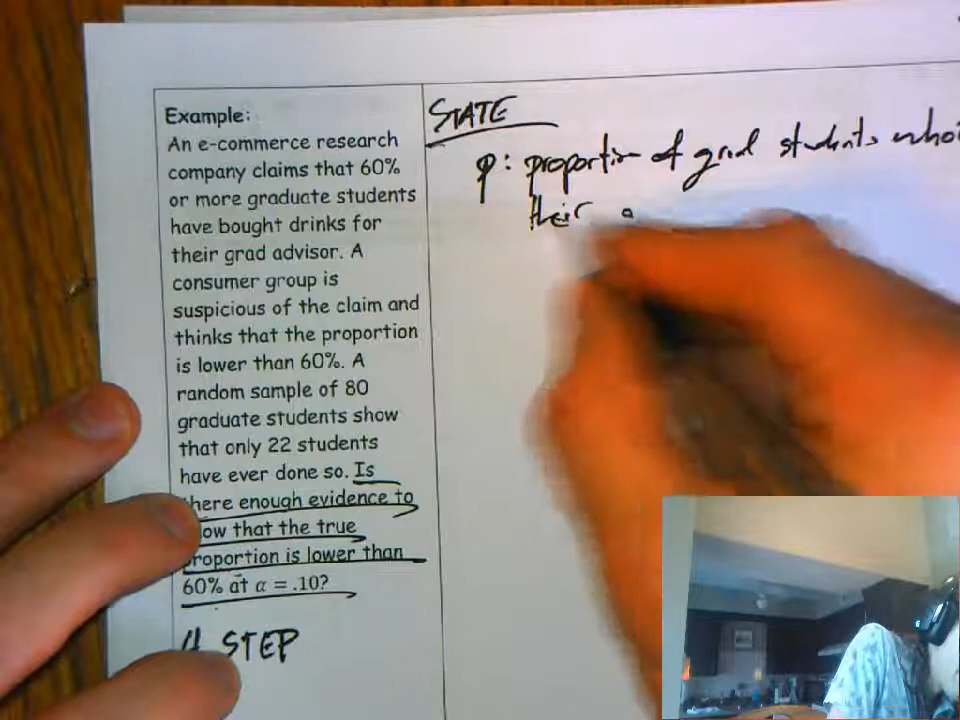 Example:
An e-commerce research
company claims that 60%
or more graduate students
have bought drinks for
their grad advisor. A
consumer group is
suspicious of the claim and
thinks that the proportion
is lower than 60%. A
random sample of 80
graduate students show
that only 22 students
have ever done so. Is
there enough evidence to
show that the true
proportion is lower than
60% at α = .10?
4 STEP
STATE
p: proportion of grad students
their